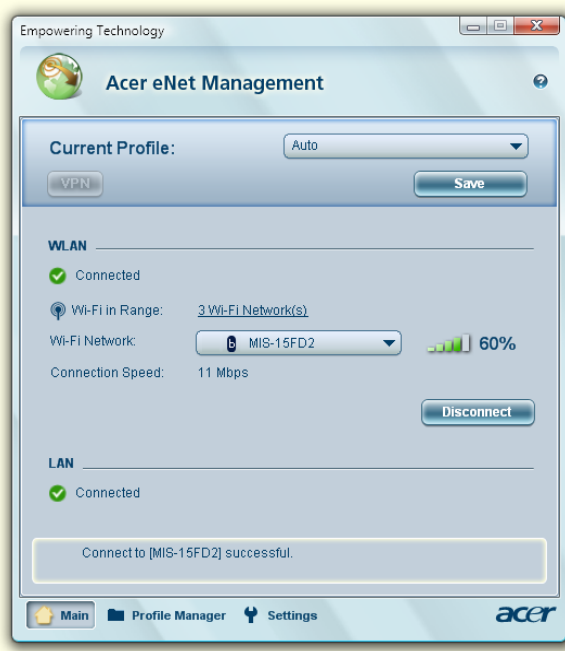 Empowering Technology
Acer eNet Management
Current Profile: Auto
VPN Save
WLAN
Connected
Wi-Fi in Range: 3 Wi-Fi Network(s)
Wi-Fi Network: b MIS-15FD2 60%
Connection Speed: 11 Mbps
Disconnect
LAN
Connected
Connect to [MIS-15FD2] successful.
Main Profile Manager Settings acer